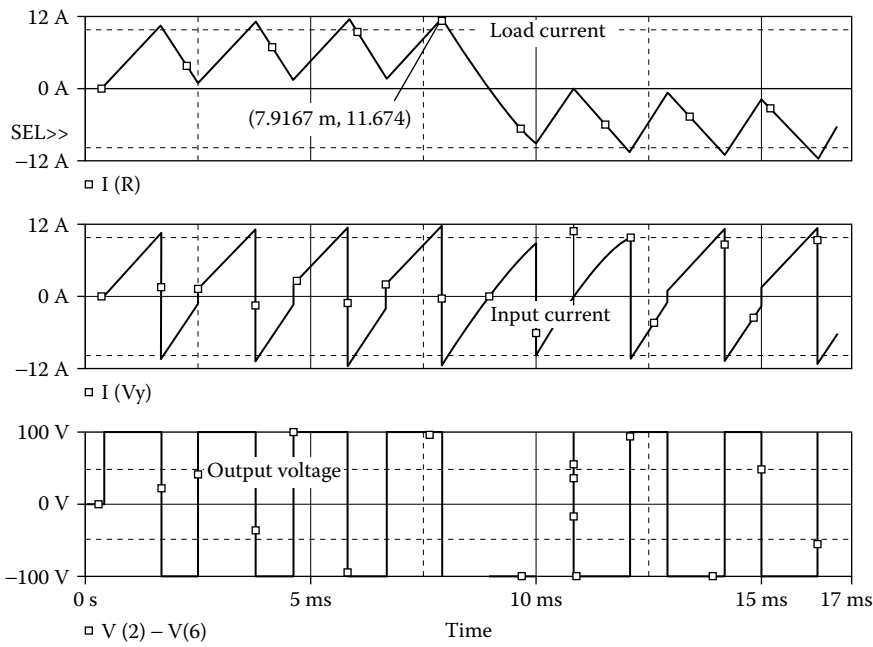 12 A
Load current
0 A
(7.9167 m, 11.674)
SEL>>
−12 A
I (R)
12 A
0 A
Input current
−12 A
I (Vy)
100 V
Output voltage
0 V
−100 V
0 s
5 ms
10 ms
15 ms
17 ms
V (2) – V(6)
Time